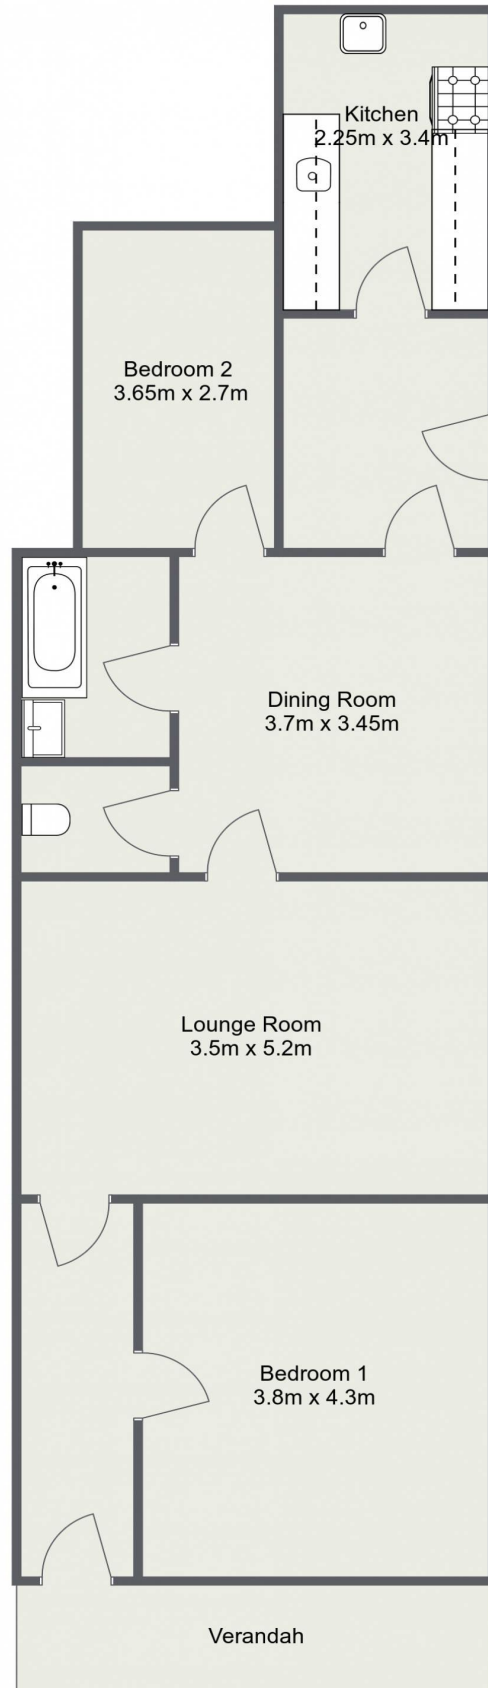 Kitchen
2.25m x 3.4m
Bedroom 2
3.65m x 2.7m
Dining Room
3.7m x 3.45m
Lounge Room
3.5m x 5.2m
Bedroom 1
3.8m x 4.3m
Verandah